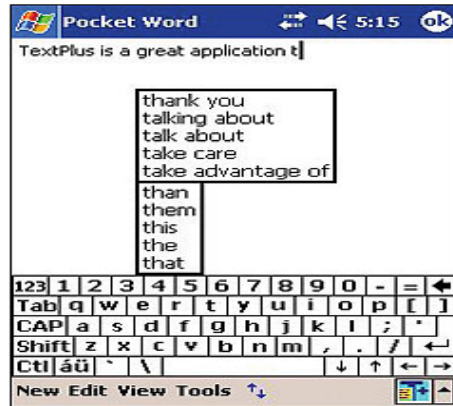 Pocket Word 5:15 ok
TextPlus is a great application t
thank you
talking about
talk about
take care
take advantage of
than
them
this
the
that
123 1 2 3 4 5 6 7 8 9 0 - =
Tab q w e r t y u i o p [ ]
CAP a s d f g h j k l ; '
Shift z x c v b n m , . /
Ctl áü ` \
New Edit View Tools